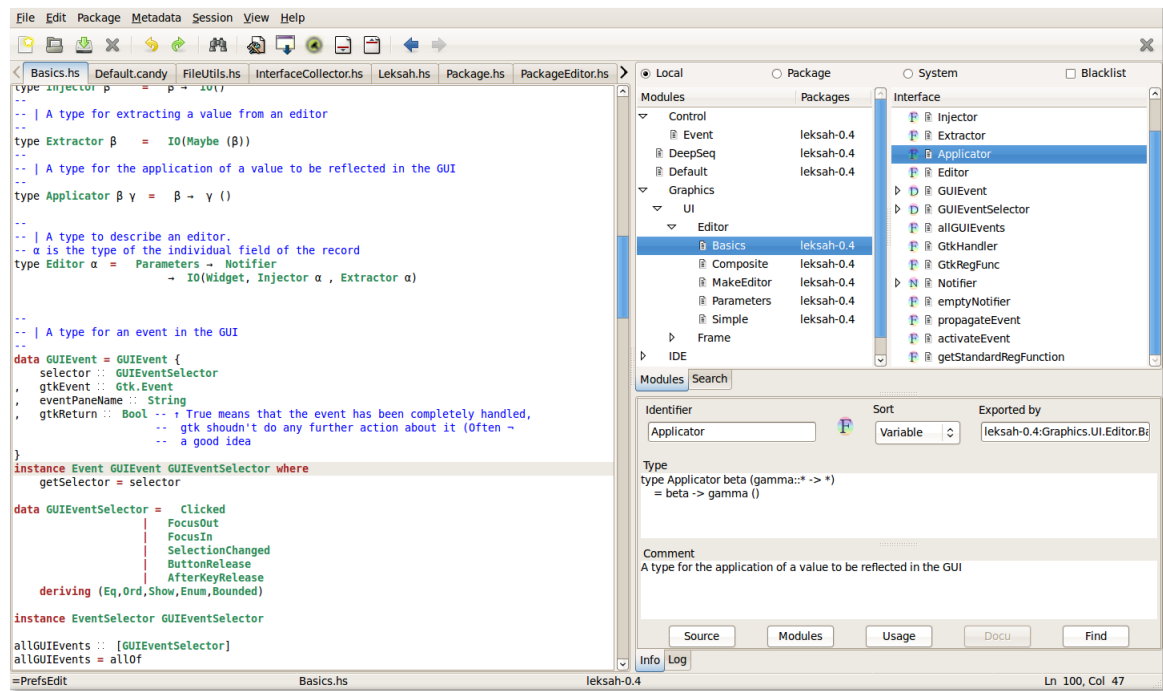 File Edit Package Metadata Session View Help
Basics.hs Default.candy FileUtils.hs InterfaceCollector.hs Leksah.hs Package.hs PackageEditor.hs
type Injector β = β → IO()
--
-- | A type for extracting a value from an editor
--
type Extractor β = IO(Maybe (β))
--
-- | A type for the application of a value to be reflected in the GUI
--
type Applicator β γ = β → γ ()
--
-- | A type to describe an editor.
-- α is the type of the individual field of the record
type Editor α = Parameters → Notifier
→ IO(Widget, Injector α , Extractor α)
--
-- | A type for an event in the GUI
--
data GUIEvent = GUIEvent {
selector :: GUIEventSelector
, gtkEvent :: Gtk.Event
, eventPaneName :: String
, gtkReturn :: Bool -- ↑ True means that the event has been completely handled,
-- gtk shoudn't do any further action about it (Often ¬
-- a good idea
}
instance Event GUIEvent GUIEventSelector where
getSelector = selector
data GUIEventSelector = Clicked
| FocusOut
| FocusIn
| SelectionChanged
| ButtonRelease
| AfterKeyRelease
deriving (Eq,Ord,Show,Enum,Bounded)
instance EventSelector GUIEventSelector
allGUIEvents :: [GUIEventSelector]
allGUIEvents = allOf
Local Package System Blacklist
Modules Packages
Control
Event leksah-0.4
DeepSeq leksah-0.4
Default leksah-0.4
Graphics
UI
Editor
Basics leksah-0.4
Composite leksah-0.4
MakeEditor leksah-0.4
Parameters leksah-0.4
Simple leksah-0.4
Frame
IDE
Interface
F Injector
F Extractor
F Applicator
F Editor
D GUIEvent
D GUIEventSelector
F allGUIEvents
F GtkHandler
F GtkRegFunc
N Notifier
F emptyNotifier
F propagateEvent
F activateEvent
F getStandardRegFunction
Modules Search
Identifier Sort Exported by
Applicator F Variable leksah-0.4:Graphics.UI.Editor.Ba
Type
type Applicator beta (gamma::* -> *)
= beta -> gamma ()
Comment
A type for the application of a value to be reflected in the GUI
Source Modules Usage Docu Find
Info Log
=PrefsEdit Basics.hs leksah-0.4 Ln 100, Col 47